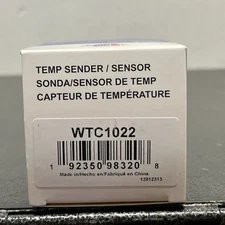 TEMP SENDER / SENSOR
SONDA/SENSOR DE TEMP
CAPTEUR DE TEMPÉRATURE
WTC1022
1 92350 98320 8
Made in/Hecho en/Fabriqué en China